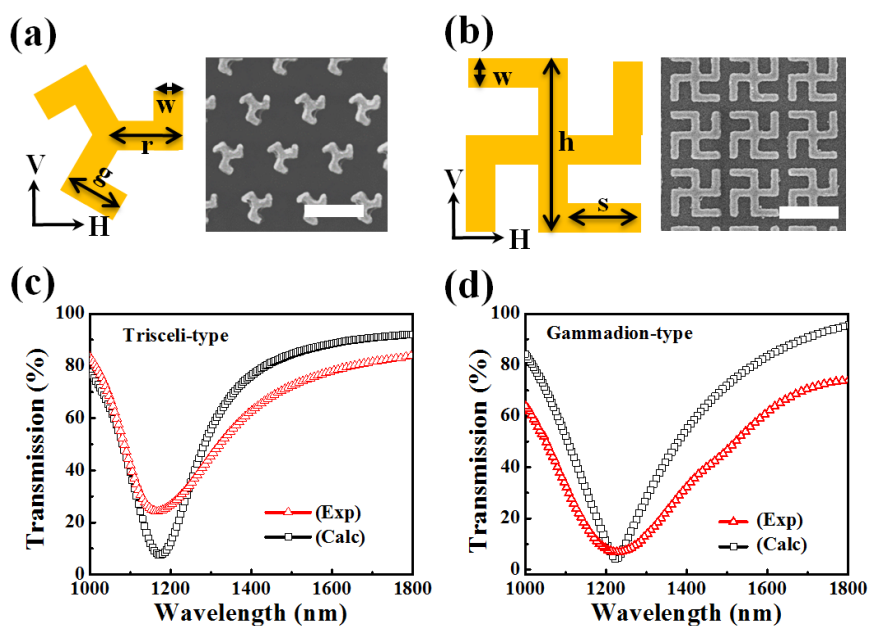 (a)
w
r
g
V
H
(b)
w
h
s
V
H
(c)
Trisceli-type
100
80
60
40
20
0
Transmission (%)
(Exp)
(Calc)
1000 1200 1400 1600 1800
Wavelength (nm)
(d)
Gammadion-type
100
80
60
40
20
0
Transmission (%)
(Exp)
(Calc)
1000 1200 1400 1600 1800
Wavelength (nm)